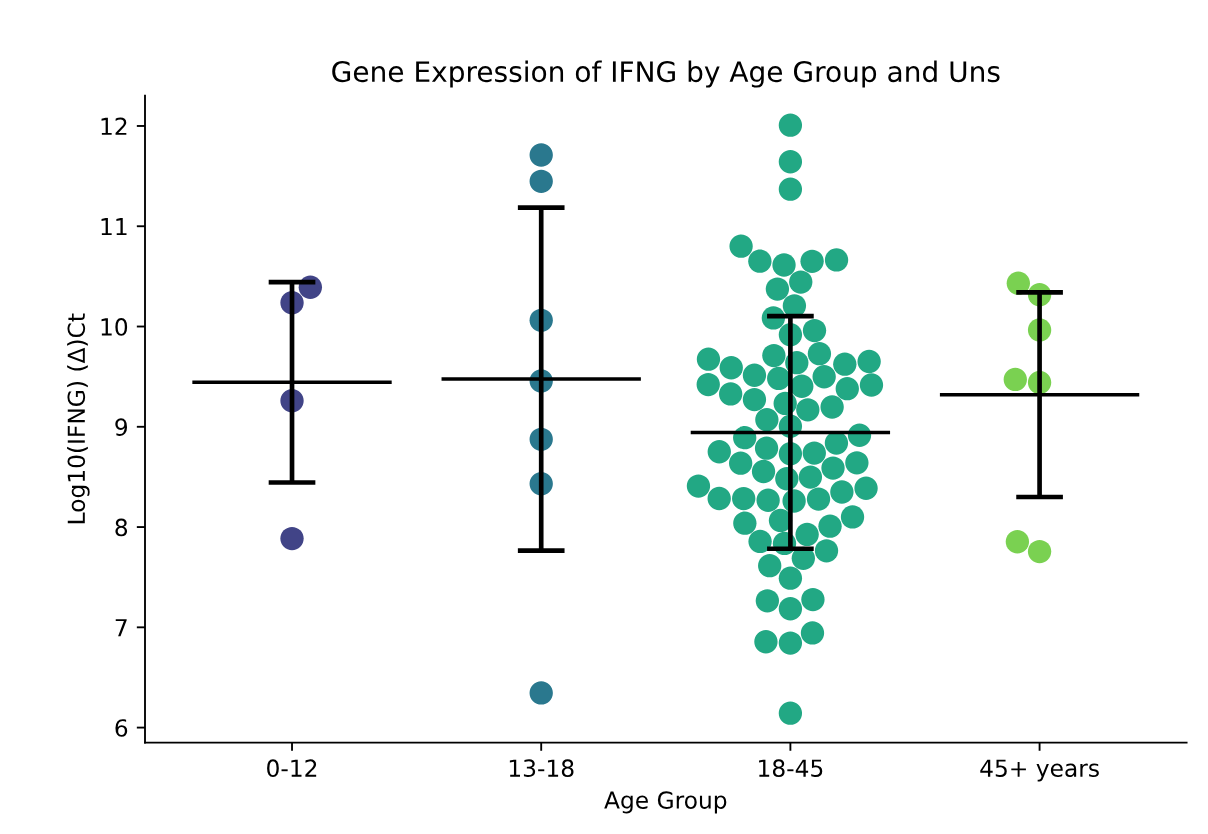 Gene Expression of IFNG by Age Group and Uns
12
11
10
9
8
7
6
Log10(IFNG) (Δ)Ct
0-12
13-18
18-45
45+ years
Age Group